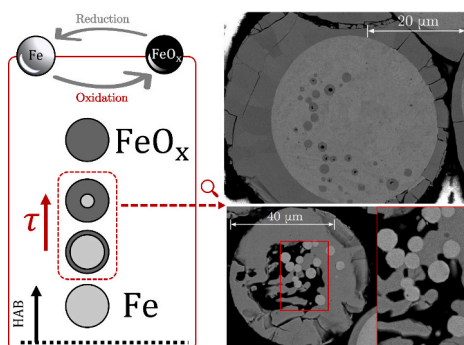 Reduction
Fe
FeOx
Oxidation
FeOx
τ
Fe
HAB
20 μm
40 μm